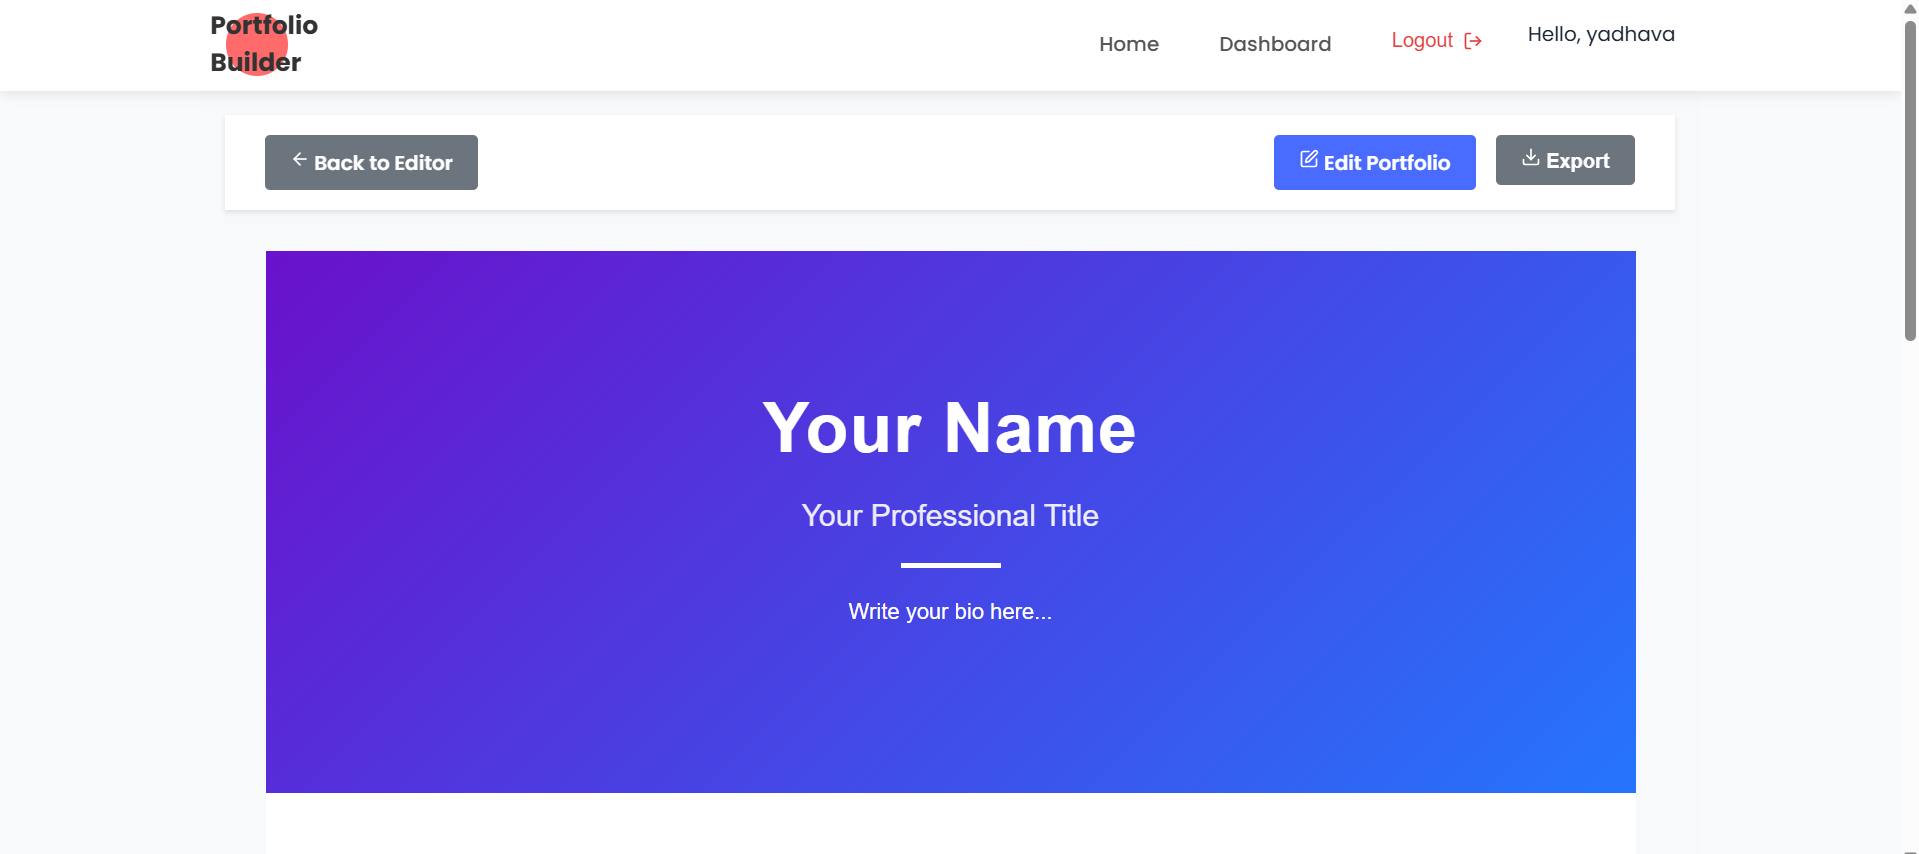 Portfolio
Builder
Home
Dashboard
Logout
Hello, yadhava
Back to Editor
Edit Portfolio
Export
Your Name
Your Professional Title
Write your bio here...